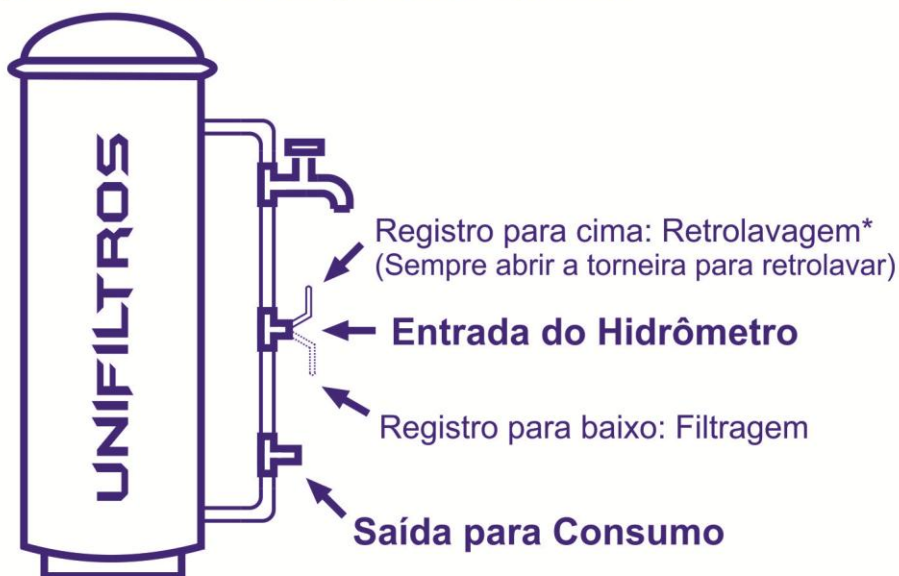 UNIFILTROS
Registro para cima: Retrolavagem*
(Sempre abrir a torneira para retrolavar)
Entrada do Hidrômetro
Registro para baixo: Filtragem
Saída para Consumo